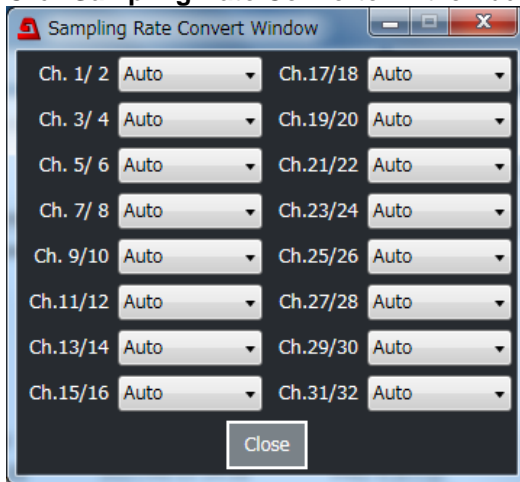 Sampling Rate Convert Window
Ch. 1/ 2 Auto Ch.17/18 Auto
Ch. 3/ 4 Auto Ch.19/20 Auto
Ch. 5/ 6 Auto Ch.21/22 Auto
Ch. 7/ 8 Auto Ch.23/24 Auto
Ch. 9/10 Auto Ch.25/26 Auto
Ch.11/12 Auto Ch.27/28 Auto
Ch.13/14 Auto Ch.29/30 Auto
Ch.15/16 Auto Ch.31/32 Auto
Close